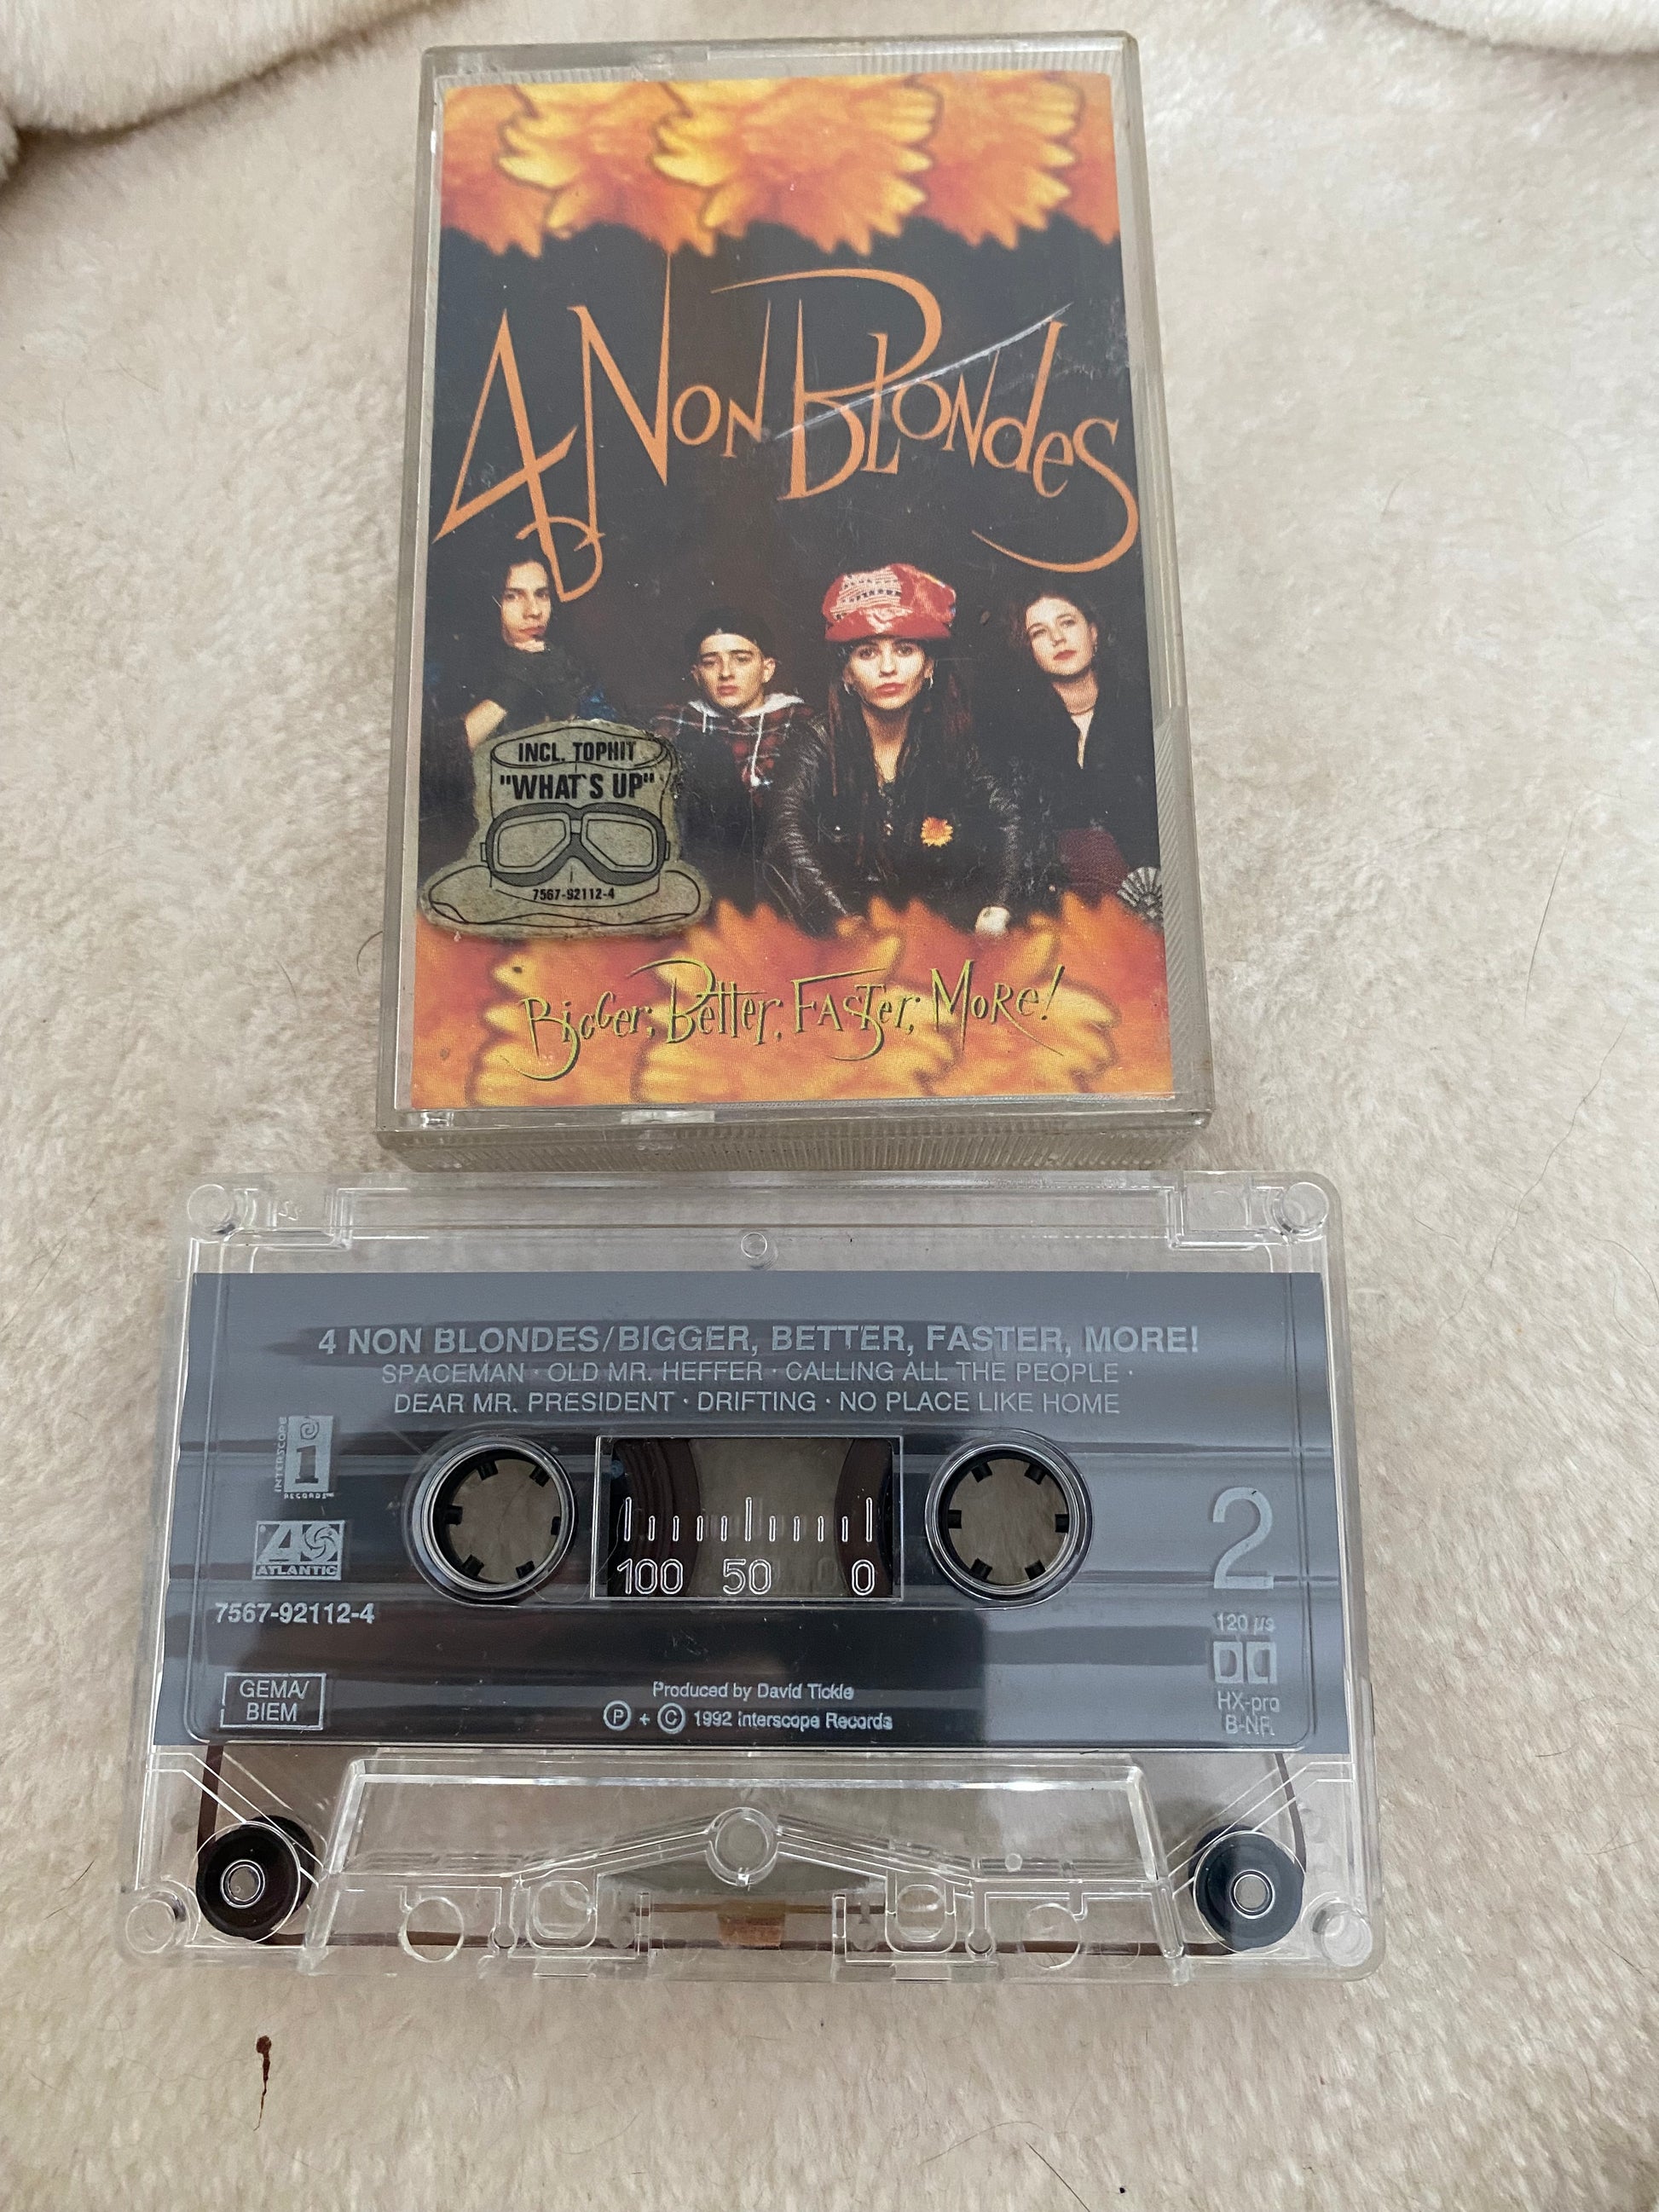 4 Non Blondes
INCL. TOPHIT
"WHAT`S UP"
7567-92112-4
Bigger, Better, Faster, More!
4 NON BLONDES/BIGGER, BETTER, FASTER, MORE!
SPACEMAN · OLD MR. HEFFER · CALLING ALL THE PEOPLE ·
DEAR MR. PRESIDENT · DRIFTING · NO PLACE LIKE HOME
INTERSCOPE
i
RECORDS™
ATLANTIC
7567-92112-4
GEMA/
BIEM
100 50 0
2
120 µs
HX-pro
B-NR.
Produced by David Tickle
Ⓟ + Ⓒ 1992 Interscope Records